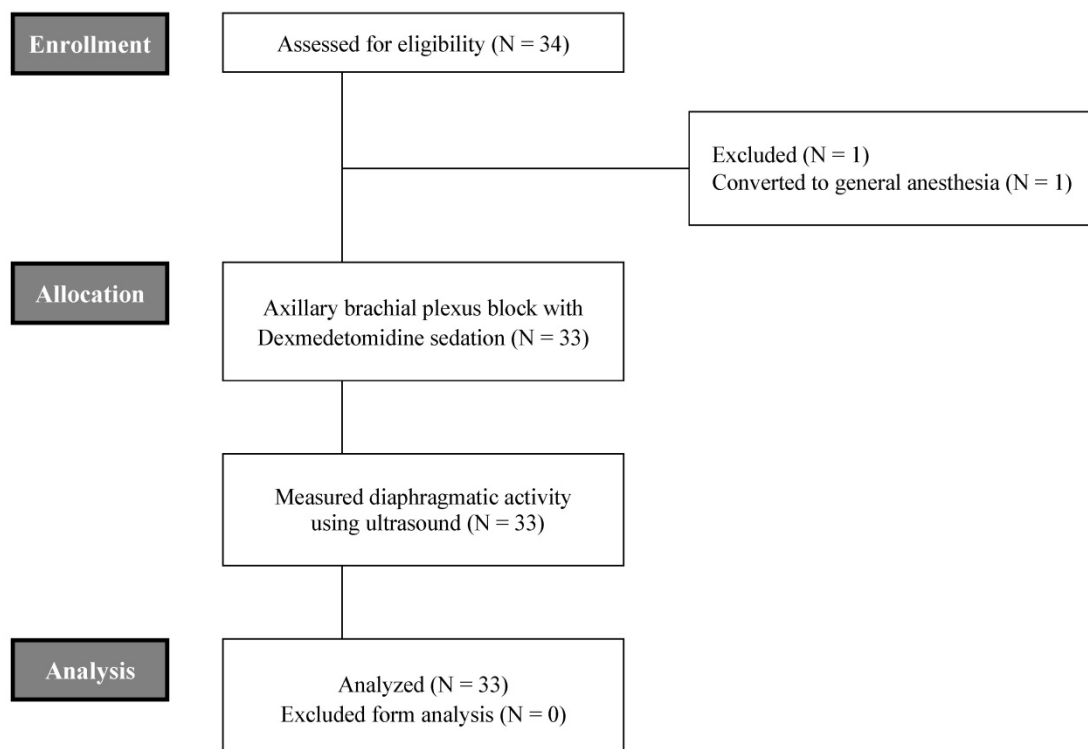 Enrollment
Assessed for eligibility (N = 34)
Excluded (N = 1)
Converted to general anesthesia (N = 1)
Allocation
Axillary brachial plexus block with
Dexmedetomidine sedation (N = 33)
Measured diaphragmatic activity
using ultrasound (N = 33)
Analysis
Analyzed (N = 33)
Excluded form analysis (N = 0)